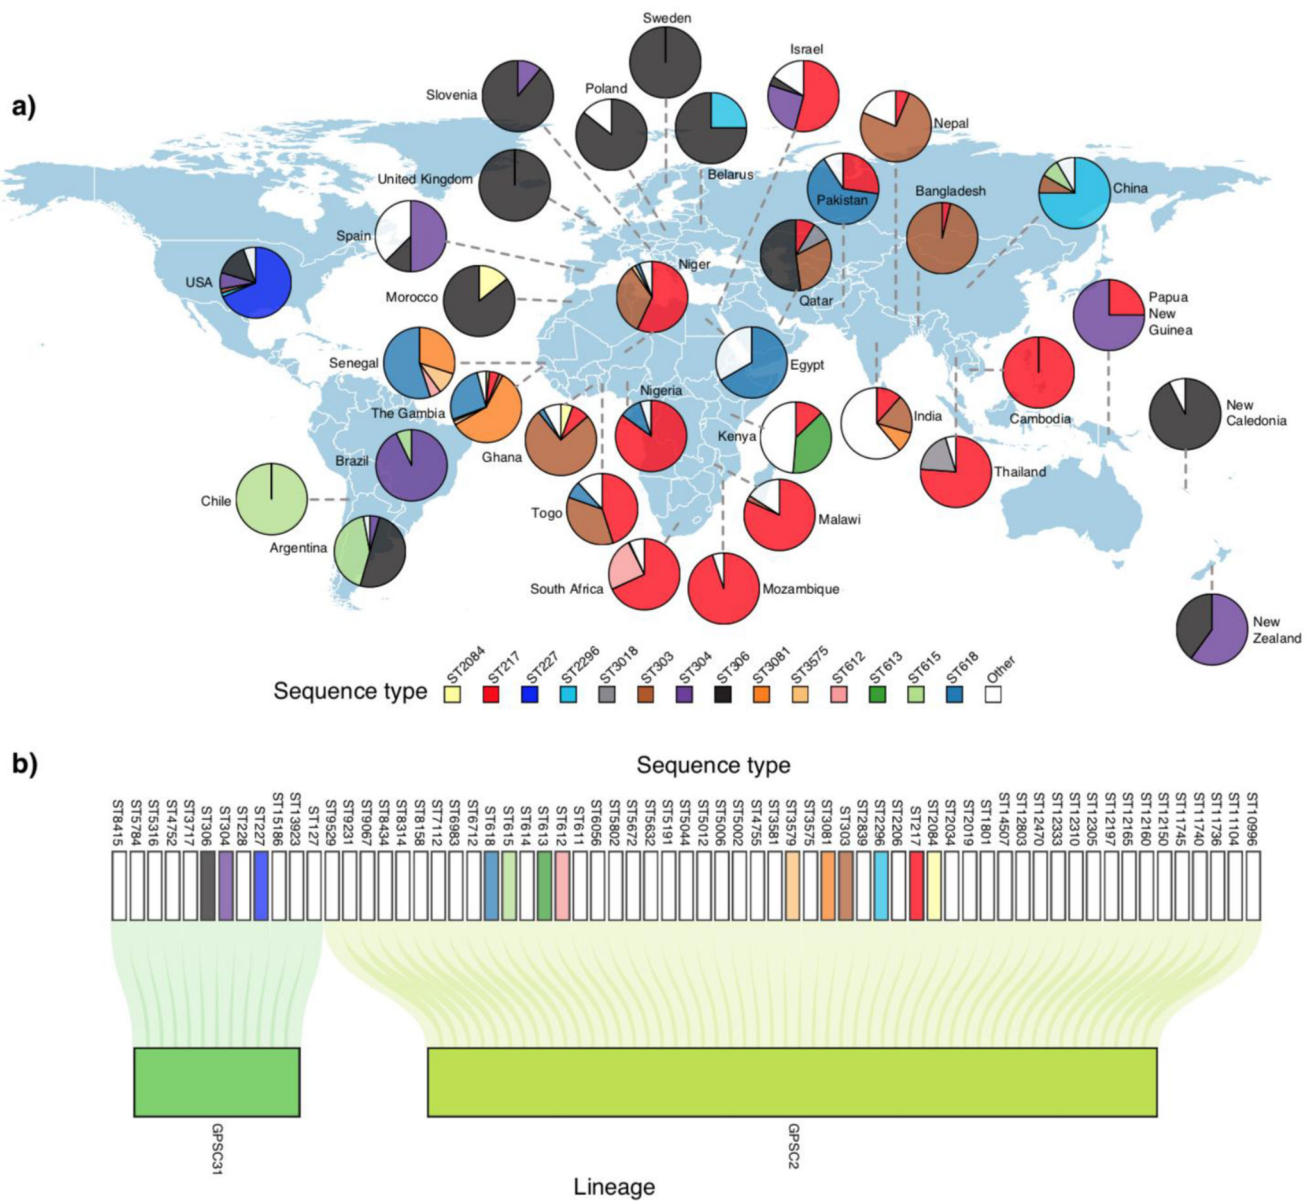 a)
Sweden
Israel
Slovenia
Poland
Nepal
United Kingdom
Belarus
Pakistan
Bangladesh
China
Spain
USA
Morocco
Niger
Qatar
Papua
New
Guinea
Senegal
Egypt
The Gambia
Nigeria
Cambodia
New
Caledonia
India
Kenya
Ghana
Brazil
Thailand
Chile
Togo
Malawi
Argentina
South Africa
Mozambique
New
Zealand
Sequence type
ST2084
ST217
ST227
ST2296
ST3018
ST303
ST304
ST306
ST3081
ST3575
ST612
ST613
ST615
ST618
Other
b)
Sequence type
ST8415
ST5784
ST5316
ST4752
ST3717
ST306
ST304
ST228
ST227
ST15186
ST13923
ST127
ST9529
ST9231
ST9067
ST8434
ST8314
ST8158
ST7112
ST6983
ST6712
ST618
ST615
ST614
ST613
ST612
ST611
ST6056
ST5802
ST5672
ST5632
ST5191
ST5044
ST5012
ST5006
ST5002
ST4755
ST3581
ST3579
ST3575
ST3081
ST303
ST2839
ST2296
ST2206
ST217
ST2084
ST2034
ST2019
ST1801
ST14507
ST12803
ST12470
ST12333
ST12310
ST12305
ST12197
ST12165
ST12160
ST12150
ST11745
ST11740
ST11736
ST11104
ST10996
GPSC31
GPSC2
Lineage